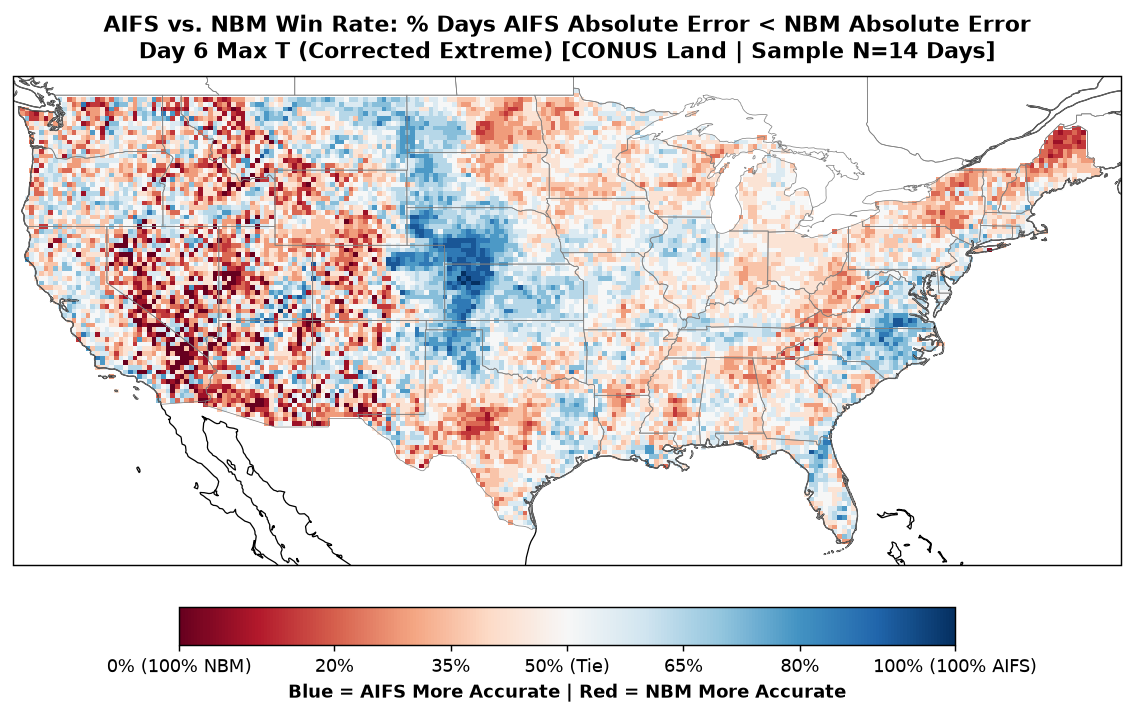 AIFS vs. NBM Win Rate: % Days AIFS Absolute Error < NBM Absolute Error
Day 6 Max T (Corrected Extreme) [CONUS Land | Sample N=14 Days]
0% (100% NBM) 20% 35% 50% (Tie) 65% 80% 100% (100% AIFS)
Blue = AIFS More Accurate | Red = NBM More Accurate